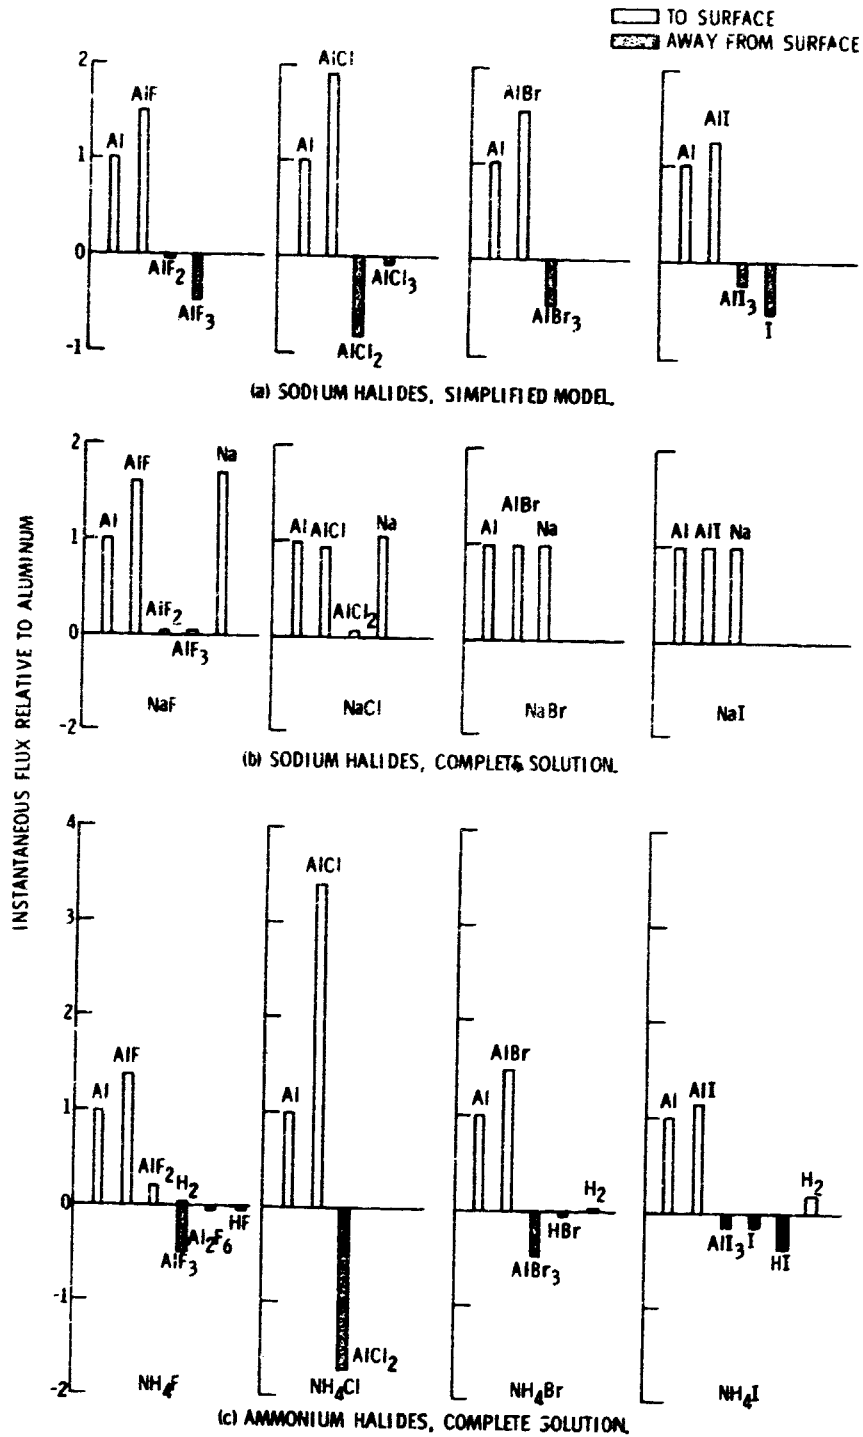 TO SURFACE
AWAY FROM SURFACE
INSTANTANEOUS FLUX RELATIVE TO ALUMINUM
2
1
0
-1
Al
AlF
AlF2
AlF3
Al
AlCl
AlCl2
AlCl3
Al
AlBr
AlBr3
Al
AlI
AlI3
I
(a) SODIUM HALIDES, SIMPLIFIED MODEL.
2
1
0
-2
Al
AlF
AlF2
AlF3
Na
NaF
Al
AlCl
AlCl2
Na
NaCl
Al
AlBr
Na
NaBr
Al
AlI
Na
NaI
(b) SODIUM HALIDES, COMPLETE SOLUTION.
4
3
2
1
0
-1
-2
Al
AlF
AlF2
H2
AlF3
Al2F6
HF
NH4F
Al
AlCl
AlCl2
NH4Cl
Al
AlBr
AlBr3
HBr
H2
NH4Br
Al
AlI
AlI3
I
HI
H2
NH4I
(c) AMMONIUM HALIDES, COMPLETE SOLUTION.